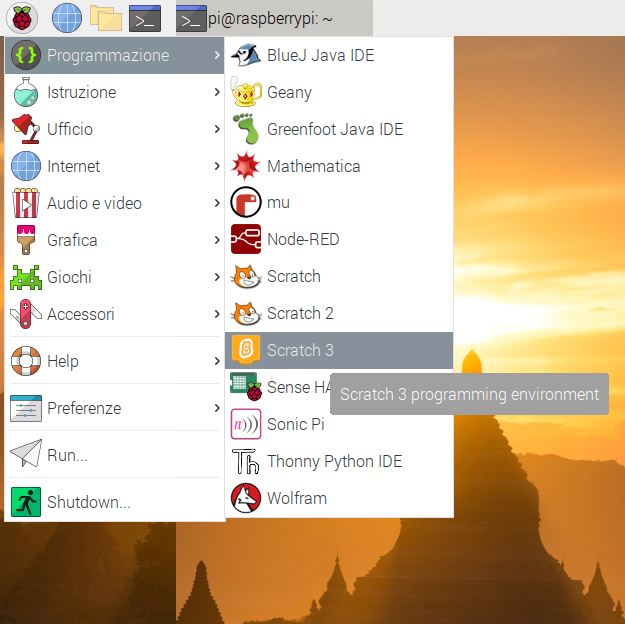 pi@raspberrypi: ~
Programmazione
Istruzione
Ufficio
Internet
Audio e video
Grafica
Giochi
Accessori
Help
Preferenze
Run...
Shutdown...
BlueJ Java IDE
Geany
Greenfoot Java IDE
Mathematica
mu
Node-RED
Scratch
Scratch 2
Scratch 3
Sense HA
Scratch 3 programming environment
Sonic Pi
Thonny Python IDE
Wolfram